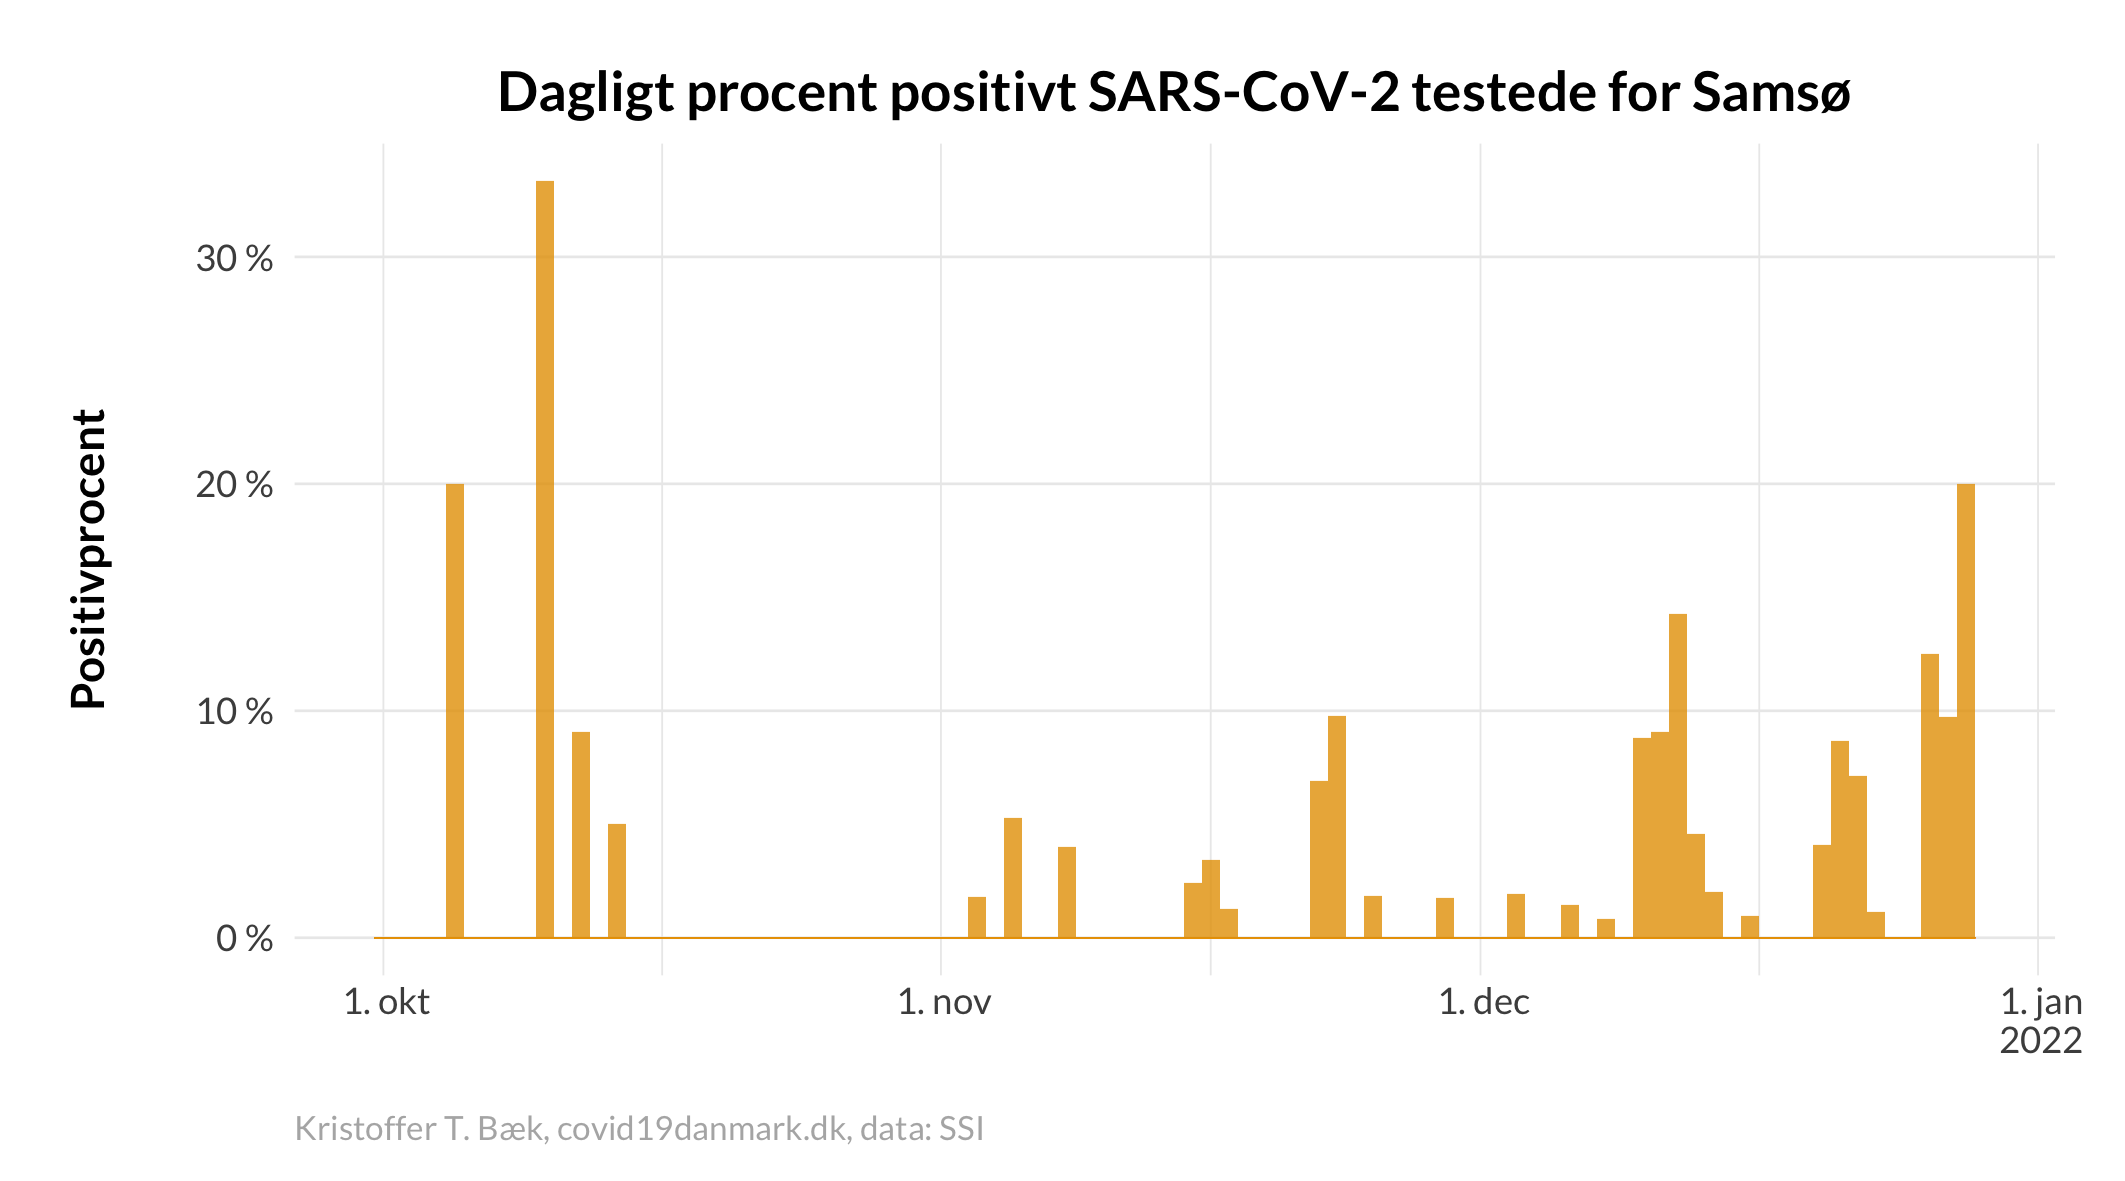 Dagligt procent positivt SARS-CoV-2 testede for Samsø
Positivprocent
30 %
20 %
10 %
0 %
1. okt
1. nov
1. dec
1. jan
2022
Kristoffer T. Bæk, covid19danmark.dk, data: SSI